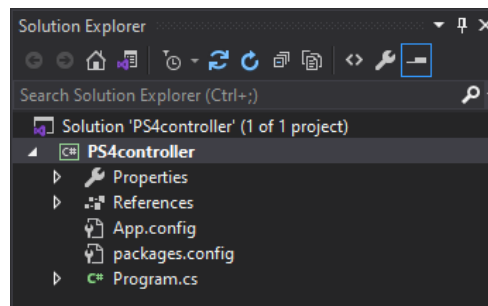 Solution Explorer
Search Solution Explorer (Ctrl+;)
Solution 'PS4controller' (1 of 1 project)
C# PS4controller
Properties
References
App.config
packages.config
C# Program.cs